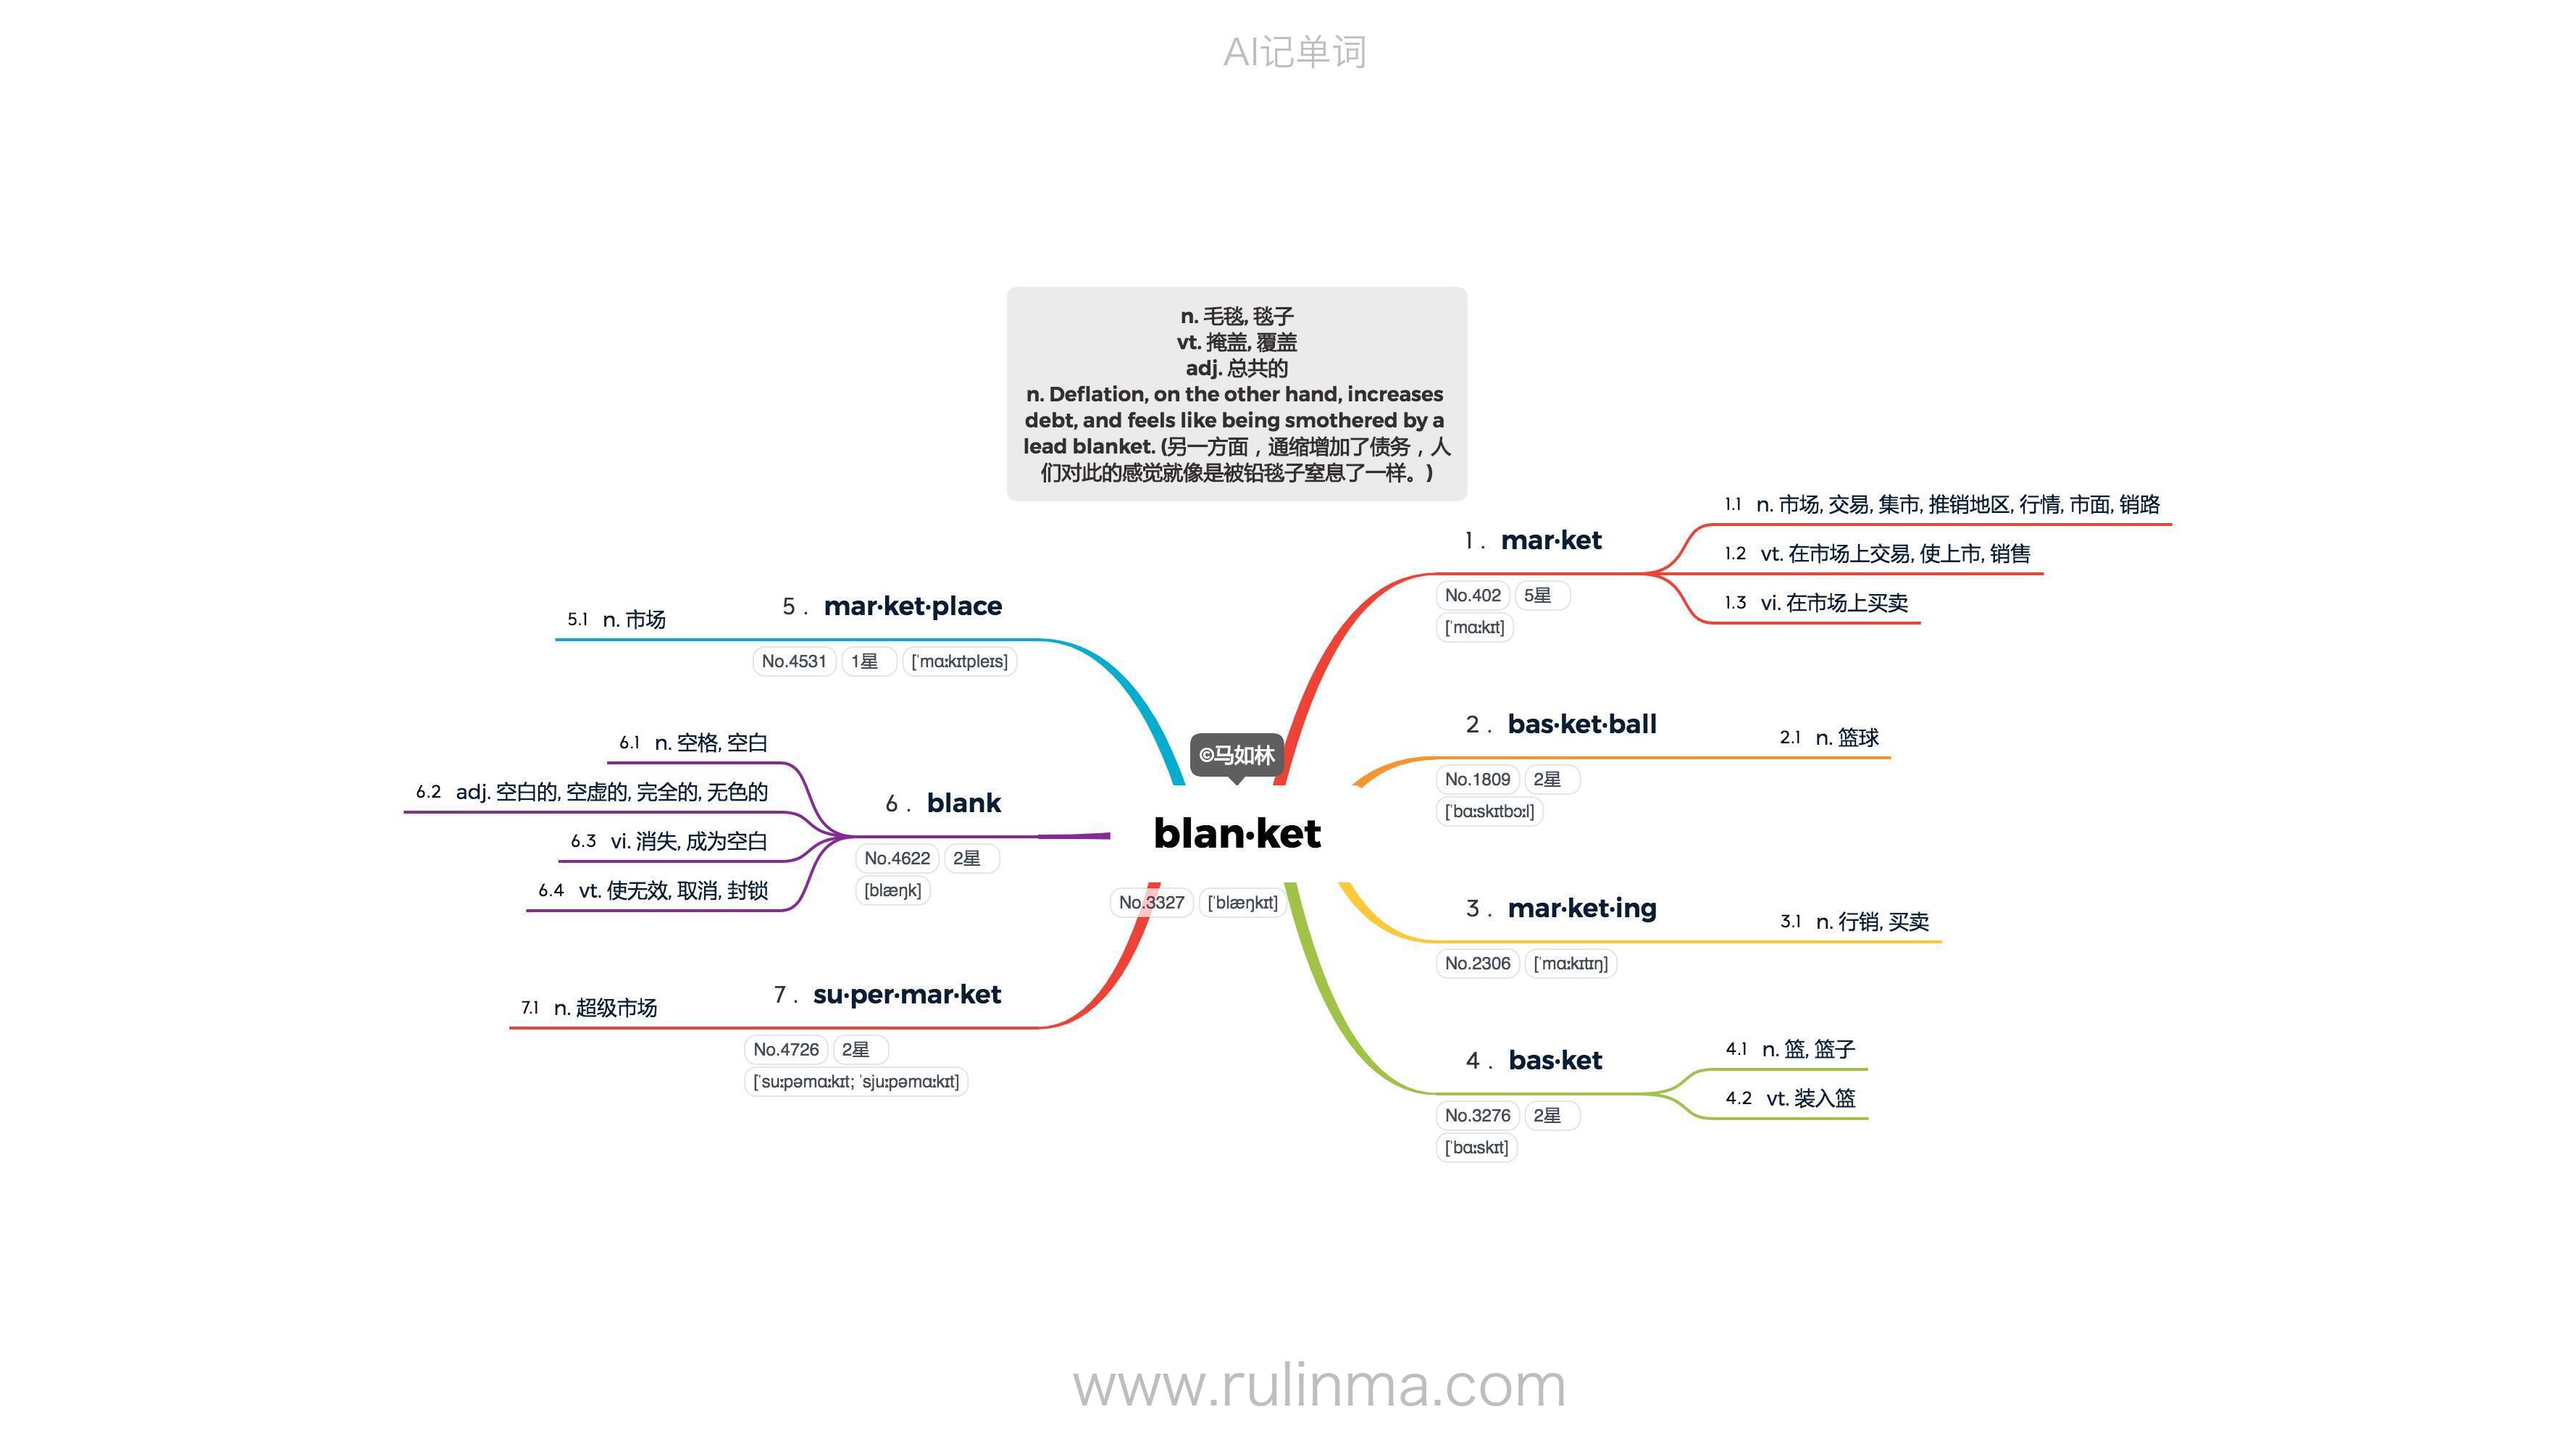 AI记单词
n. 毛毯, 毯子
vt. 掩盖, 覆盖
adj. 总共的
n. Deflation, on the other hand, increases
debt, and feels like being smothered by a
lead blanket. (另一方面，通缩增加了债务，人
们对此的感觉就像是被铅毯子窒息了一样。)
©马如林
blan·ket
No.3327 [ˈblæŋkɪt]
1 . mar·ket
No.402 5星
[ˈmɑːkɪt]
1.1 n. 市场, 交易, 集市, 推销地区, 行情, 市面, 销路
1.2 vt. 在市场上交易, 使上市, 销售
1.3 vi. 在市场上买卖
2 . bas·ket·ball
No.1809 2星
[ˈbɑːskɪtbɔːl]
2.1 n. 篮球
3 . mar·ket·ing
No.2306 [ˈmɑːkɪtɪŋ]
3.1 n. 行销, 买卖
4 . bas·ket
No.3276 2星
[ˈbɑːskɪt]
4.1 n. 篮, 篮子
4.2 vt. 装入篮
5 . mar·ket·place
No.4531 1星 [ˈmɑːkɪtpleɪs]
5.1 n. 市场
6 . blank
No.4622 2星
[blæŋk]
6.1 n. 空格, 空白
6.2 adj. 空白的, 空虚的, 完全的, 无色的
6.3 vi. 消失, 成为空白
6.4 vt. 使无效, 取消, 封锁
7 . su·per·mar·ket
No.4726 2星
[ˈsuːpəmɑːkɪt; ˈsjuːpəmɑːkɪt]
7.1 n. 超级市场
www.rulinma.com